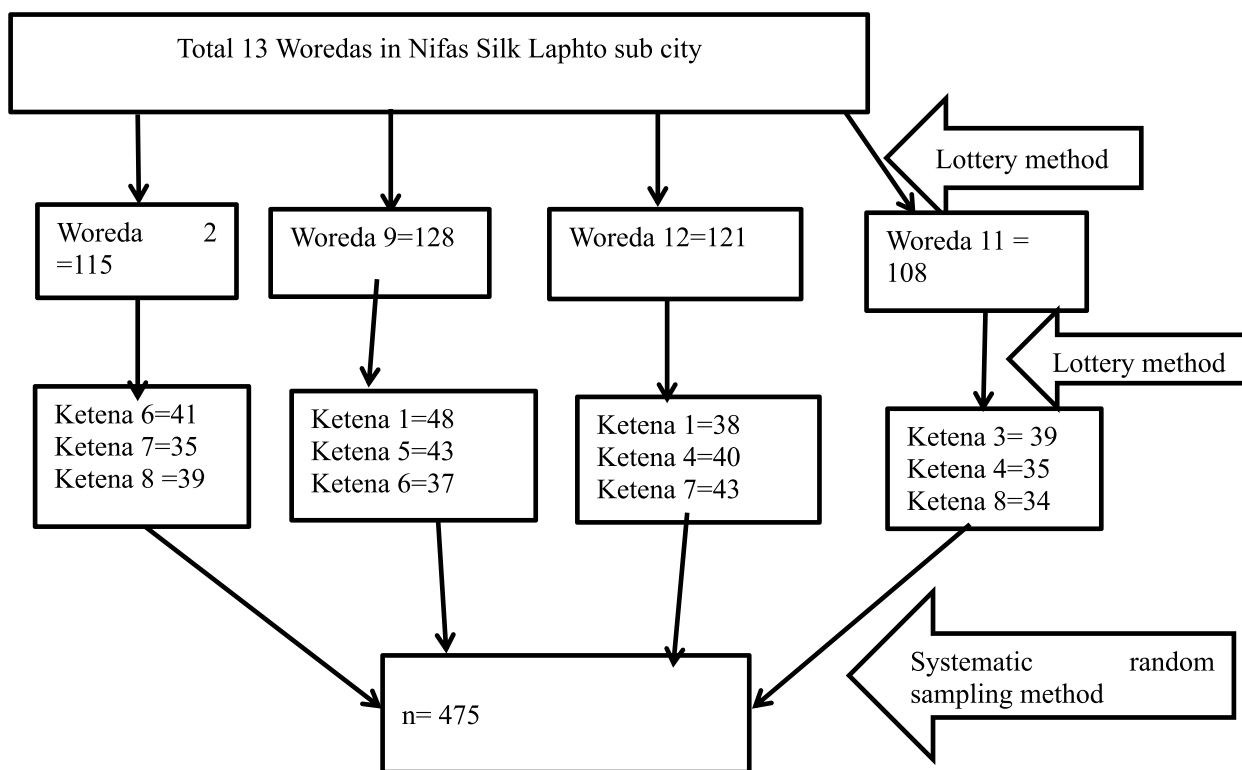 Total 13 Woredas in Nifas Silk Laphto sub city
Lottery method
Woreda 2
=115
Woreda 9=128
Woreda 12=121
Woreda 11 =
108
Lottery method
Ketena 6=41
Ketena 7=35
Ketena 8 =39
Ketena 1=48
Ketena 5=43
Ketena 6=37
Ketena 1=38
Ketena 4=40
Ketena 7=43
Ketena 3= 39
Ketena 4=35
Ketena 8=34
Systematic random
sampling method
n= 475